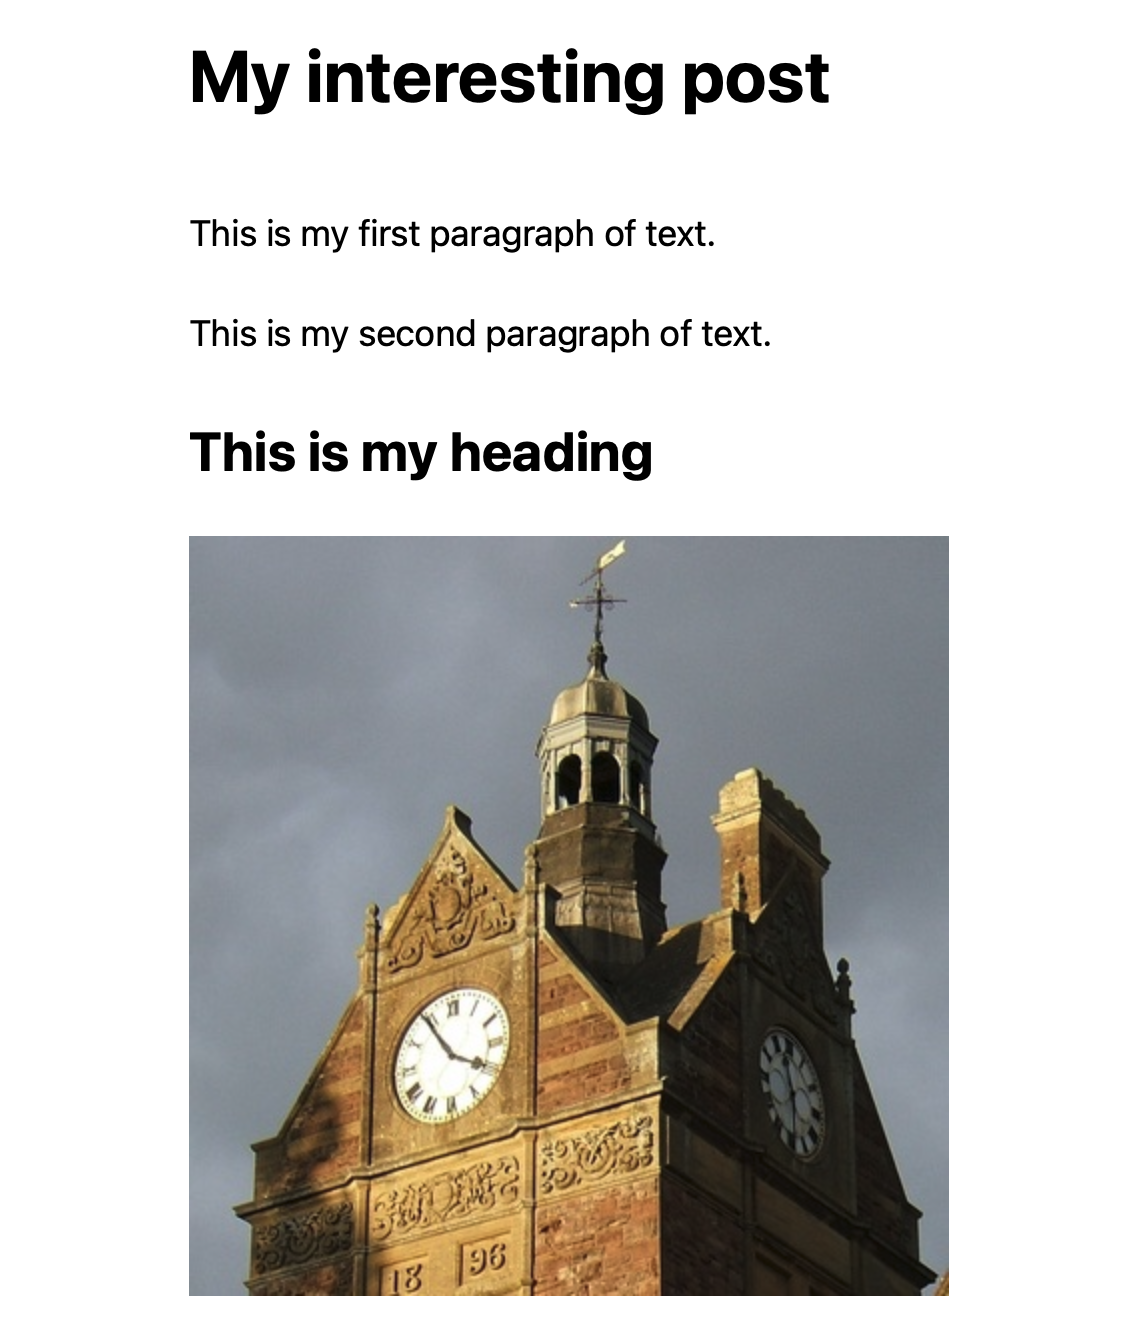 My interesting post
This is my first paragraph of text.
This is my second paragraph of text.
This is my heading
18 96